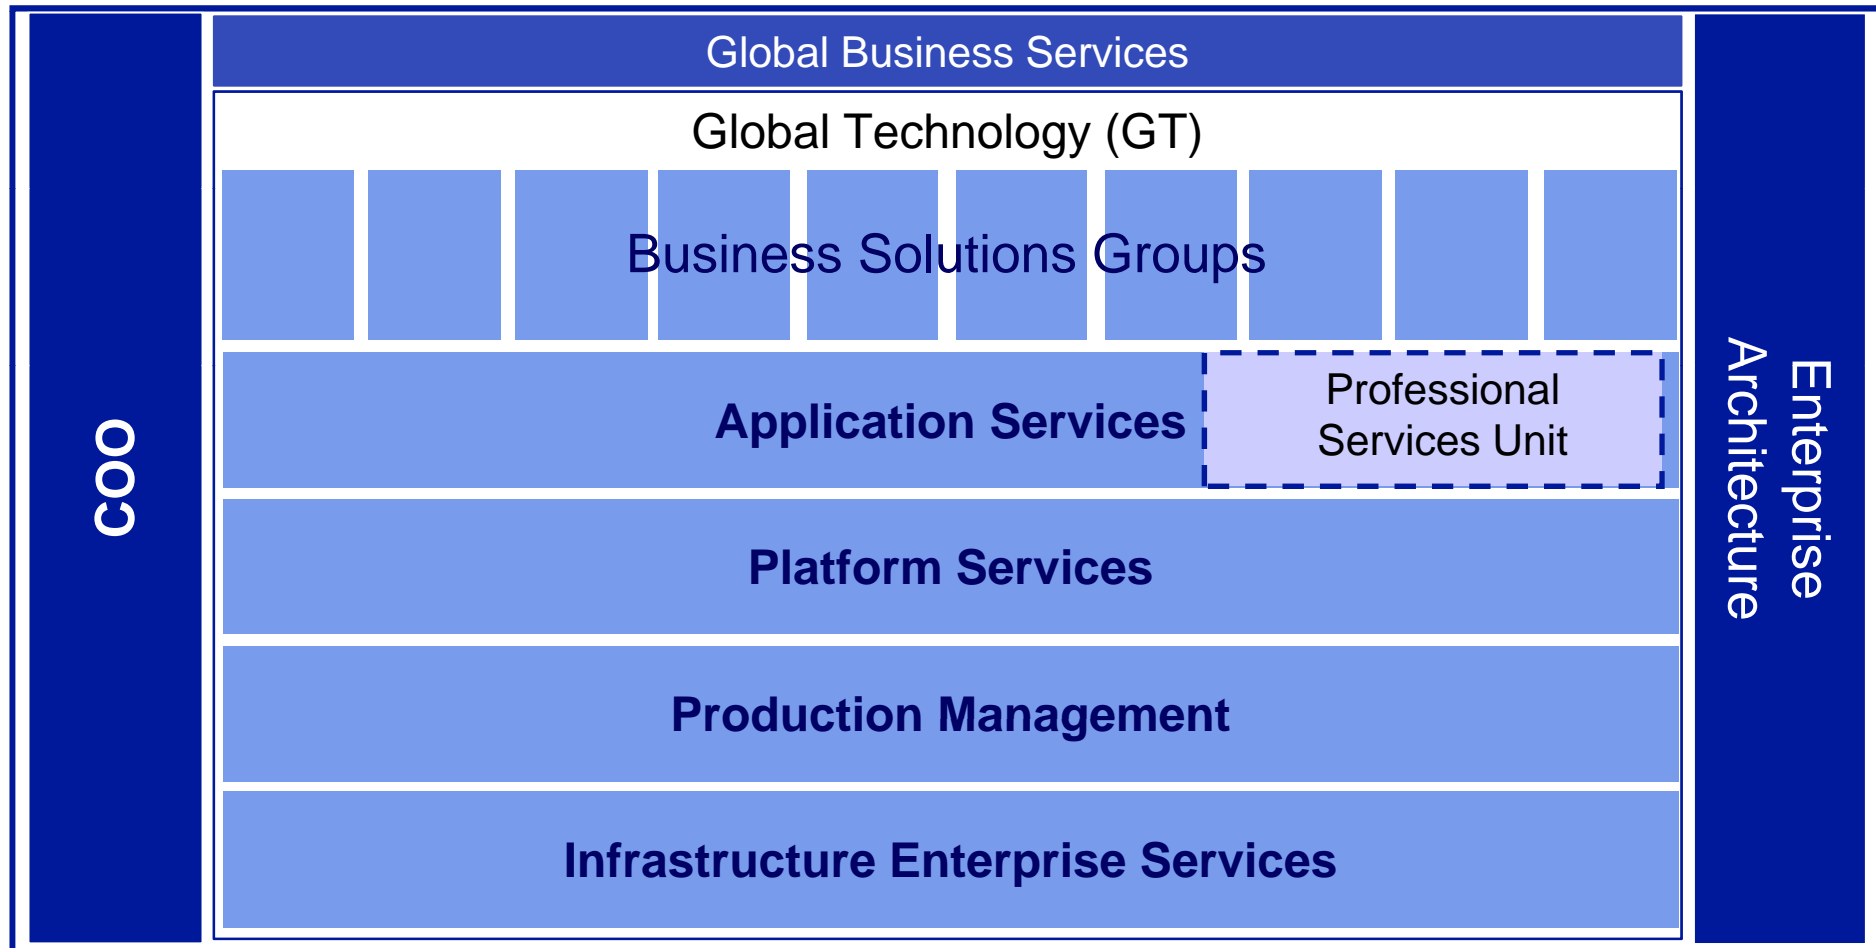 Global Business Services
Global Technology (GT)
Business Solutions Groups
Application Services
Professional
Services Unit
Platform Services
Production Management
Infrastructure Enterprise Services
COO
Enterprise
Architecture